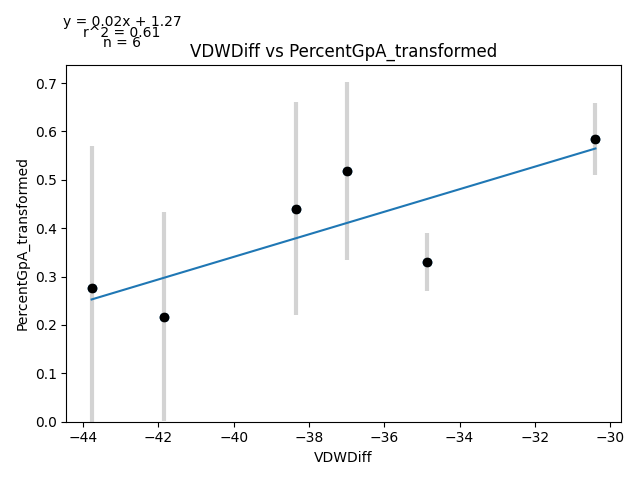 y = 0.02x + 1.27
r^2 = 0.61
n = 6
VDWDiff vs PercentGpA_transformed
PercentGpA_transformed
0.7
0.6
0.5
0.4
0.3
0.2
0.1
0.0
−44 −42 −40 −38 −36 −34 −32 −30
VDWDiff